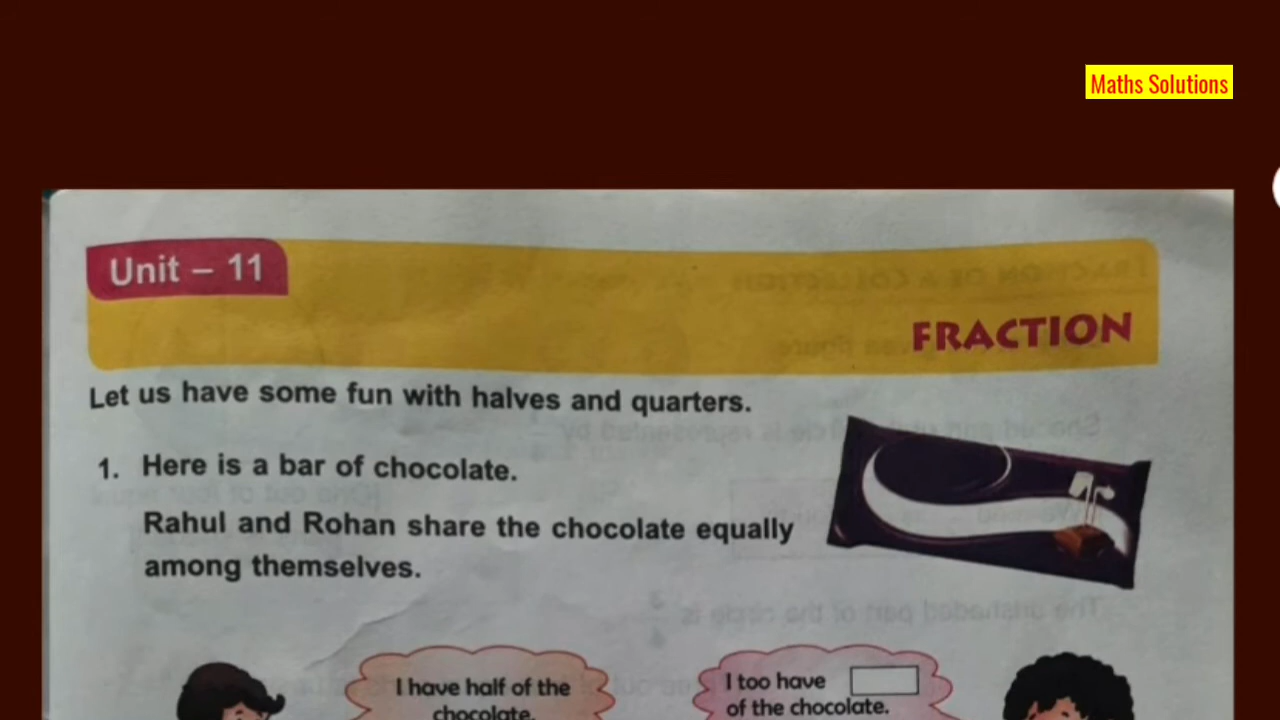 Maths Solutions
Unit – 11
FRACTION
Let us have some fun with halves and quarters.
1. Here is a bar of chocolate.
Rahul and Rohan share the chocolate equally
among themselves.
I have half of the
chocolate.
I too have
of the chocolate.